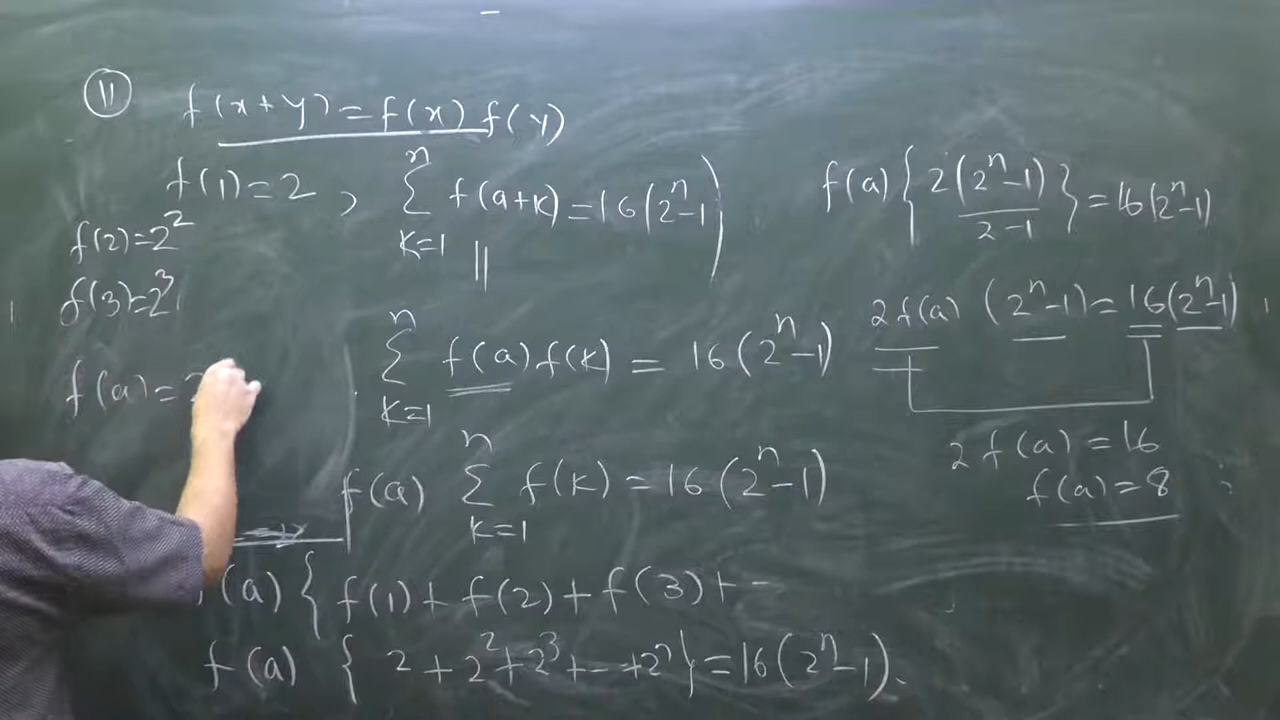 ⑪ f(x+y)=f(x) f(y)
f(1)=2 , Σ_{k=1}^{n} f(a+k)=16(2^n-1)
f(2)=2^2
f(3)=2^3
||
Σ_{k=1}^{n} f(a)f(k) = 16(2^n-1)
f(a)=2
f(a) Σ_{k=1}^{n} f(k) = 16(2^n-1)
(a) { f(1)+f(2)+f(3)+--
f(a) { 2+2^2+2^3+--+2^n}=16(2^n-1).
f(a){2(2^n-1)/2-1}=16(2^n-1)
2f(a) (2^n-1)=16(2^n-1)
2f(a)=16
f(a)=8